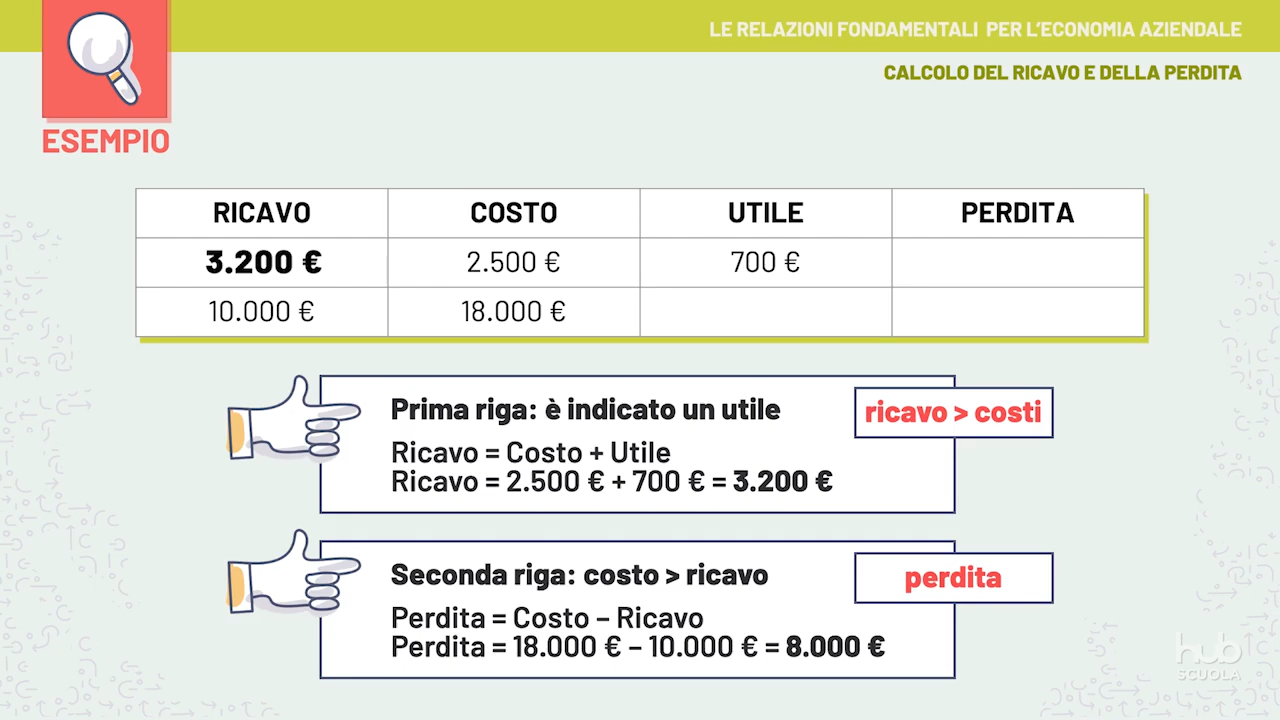 LE RELAZIONI FONDAMENTALI PER L'ECONOMIA AZIENDALE
CALCOLO DEL RICAVO E DELLA PERDITA
ESEMPIO
RICAVO COSTO UTILE PERDITA
3.200 € 2.500 € 700 €
10.000 € 18.000 €
Prima riga: è indicato un utile
ricavo > costi
Ricavo = Costo + Utile
Ricavo = 2.500 € + 700 € = 3.200 €
Seconda riga: costo > ricavo
perdita
Perdita = Costo – Ricavo
Perdita = 18.000 € – 10.000 € = 8.000 €
hub
SCUOLA